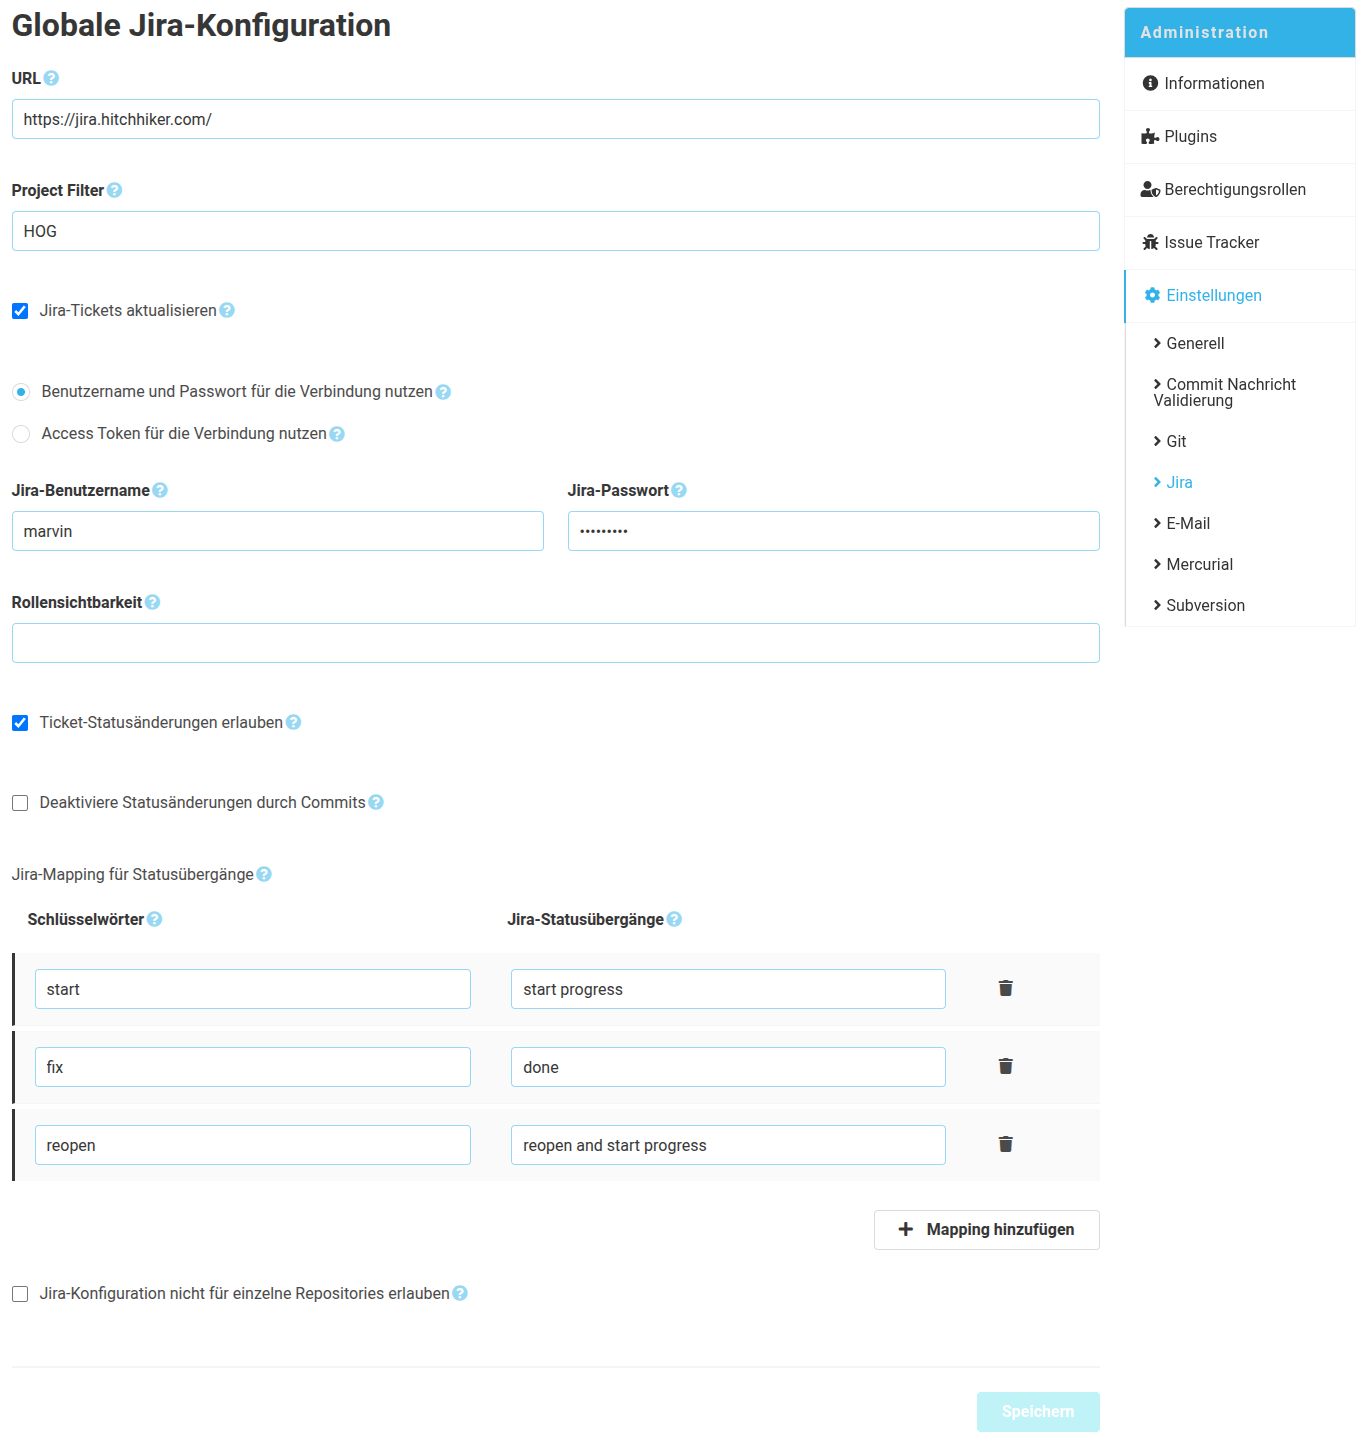 Globale Jira-Konfiguration
URL
https://jira.hitchhiker.com/
Project Filter
HOG
Jira-Tickets aktualisieren
Benutzername und Passwort für die Verbindung nutzen
Access Token für die Verbindung nutzen
Jira-Benutzername
Jira-Passwort
marvin
•••••••••
Rollensichtbarkeit
Ticket-Statusänderungen erlauben
Deaktiviere Statusänderungen durch Commits
Jira-Mapping für Statusübergänge
Schlüsselwörter
Jira-Statusübergänge
start
start progress
fix
done
reopen
reopen and start progress
Mapping hinzufügen
Jira-Konfiguration nicht für einzelne Repositories erlauben
Speichern
Administration
Informationen
Plugins
Berechtigungsrollen
Issue Tracker
Einstellungen
Generell
Commit Nachricht
Validierung
Git
Jira
E-Mail
Mercurial
Subversion